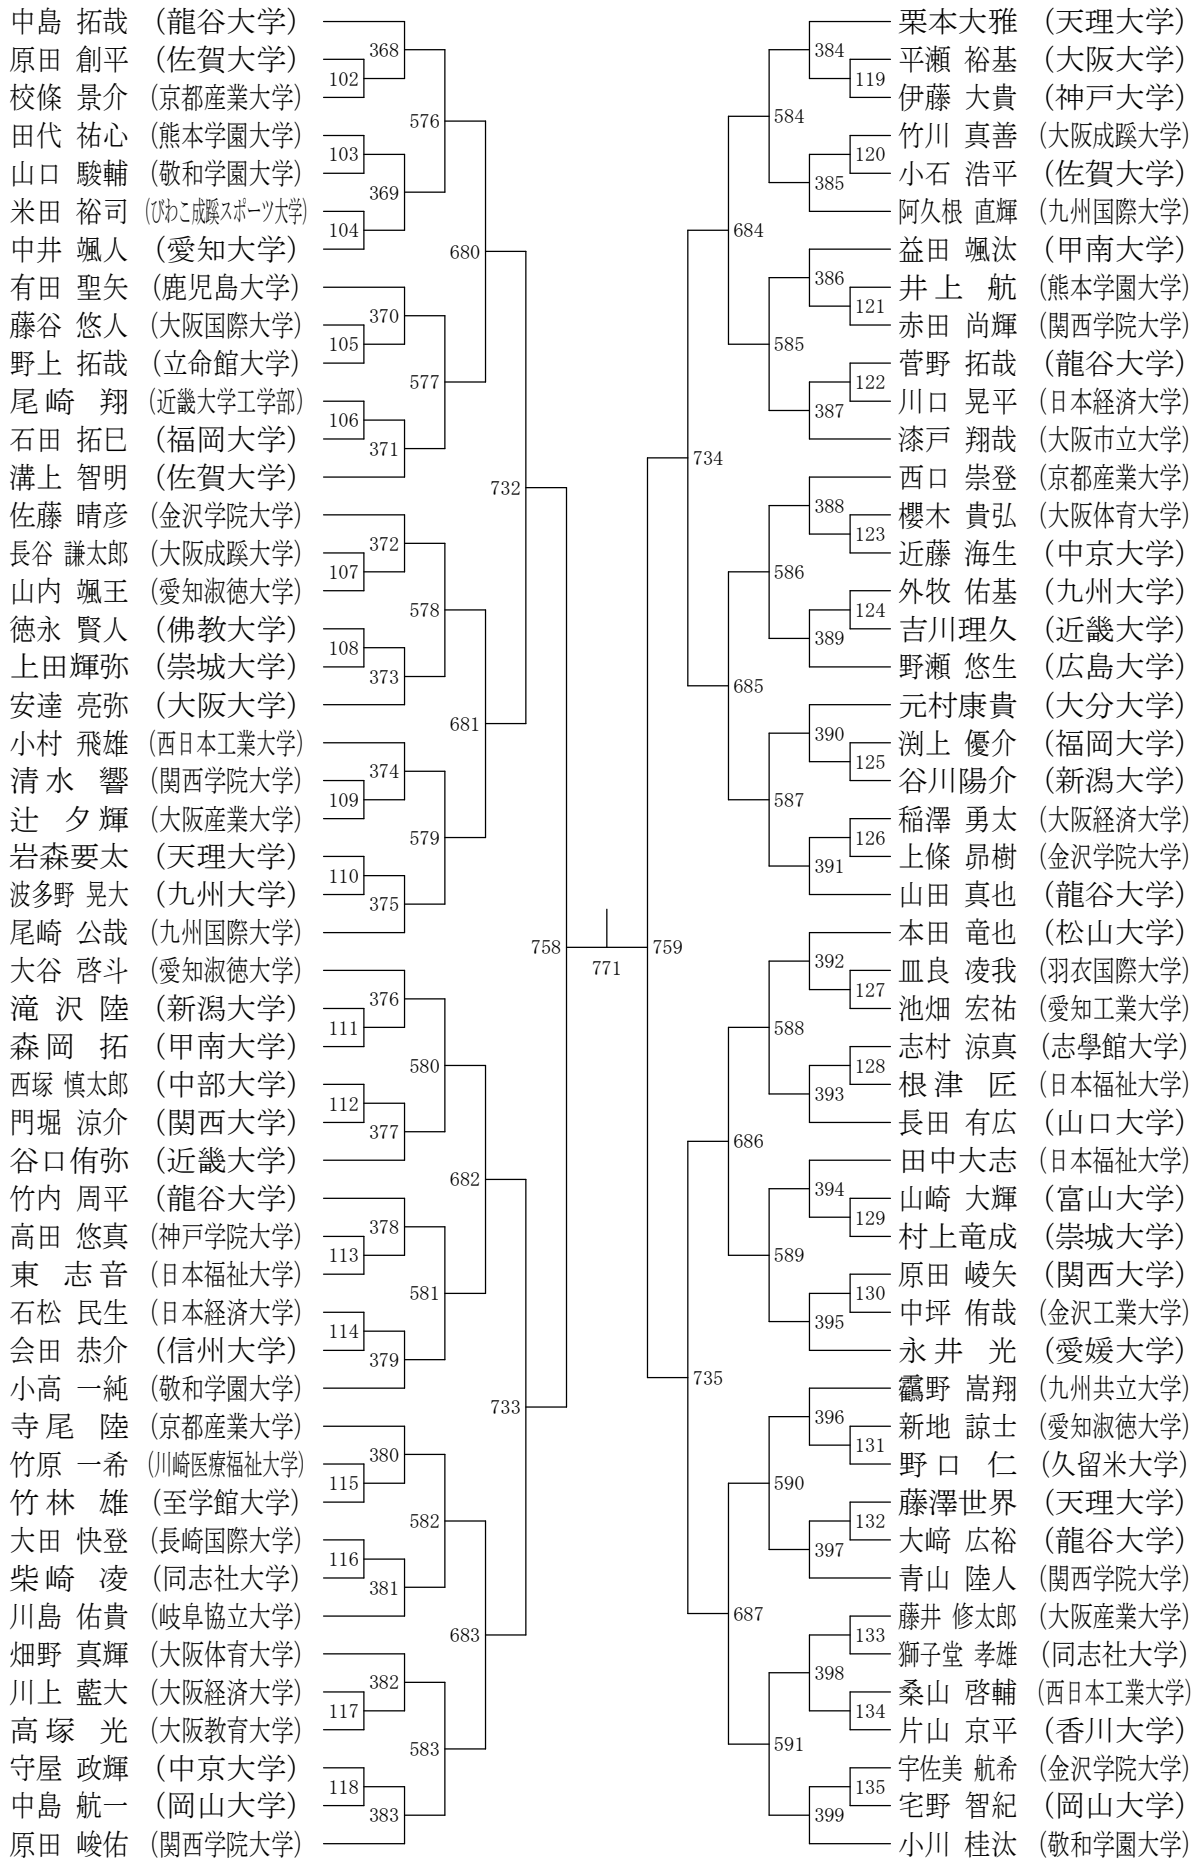 中島 拓哉 (龍谷大学)
原田 創平 (佐賀大学)
校條 景介 (京都産業大学)
田代 祐心 (熊本学園大学)
山口 駿輔 (敬和学園大学)
米田 裕司 (びわこ成蹊スポーツ大学)
中井 颯人 (愛知大学)
有田 聖矢 (鹿児島大学)
藤谷 悠人 (大阪国際大学)
野上 拓哉 (立命館大学)
尾崎 翔 (近畿大学工学部)
石田 拓巳 (福岡大学)
溝上 智明 (佐賀大学)
佐藤 晴彦 (金沢学院大学)
長谷 謙太郎 (大阪成蹊大学)
山内 颯王 (愛知淑徳大学)
徳永 賢人 (佛教大学)
上田輝弥 (崇城大学)
安達 亮弥 (大阪大学)
小村 飛雄 (西日本工業大学)
清水 響 (関西学院大学)
辻 夕輝 (大阪産業大学)
岩森要太 (天理大学)
波多野 晃大 (九州大学)
尾崎 公哉 (九州国際大学)
大谷 啓斗 (愛知淑徳大学)
滝沢 陸 (新潟大学)
森岡 拓 (甲南大学)
西塚 慎太郎 (中部大学)
門堀 涼介 (関西大学)
谷口侑弥 (近畿大学)
竹内 周平 (龍谷大学)
高田 悠真 (神戸学院大学)
東 志音 (日本福祉大学)
石松 民生 (日本経済大学)
会田 恭介 (信州大学)
小高 一純 (敬和学園大学)
寺尾 陸 (京都産業大学)
竹原 一希 (川崎医療福祉大学)
竹林 雄 (至学館大学)
大田 快登 (長崎国際大学)
柴崎 凌 (同志社大学)
川島 佑貴 (岐阜協立大学)
畑野 真輝 (大阪体育大学)
川上 藍大 (大阪経済大学)
高塚 光 (大阪教育大学)
守屋 政輝 (中京大学)
中島 航一 (岡山大学)
原田 峻佑 (関西学院大学)
102
103
104
105
106
107
108
109
110
111
112
113
114
115
116
117
118
368
369
370
371
372
373
374
375
376
377
378
379
380
381
382
383
576
577
578
579
580
581
582
583
680
681
682
683
732
733
758
771
759
734
735
684
685
686
687
584
585
586
587
588
589
590
591
384
385
386
387
388
389
390
391
392
393
394
395
396
397
398
399
119
120
121
122
123
124
125
126
127
128
129
130
131
132
133
134
135
栗本大雅 (天理大学)
平瀬 裕基 (大阪大学)
伊藤 大貴 (神戸大学)
竹川 真善 (大阪成蹊大学)
小石 浩平 (佐賀大学)
阿久根 直輝 (九州国際大学)
益田 颯汰 (甲南大学)
井上 航 (熊本学園大学)
赤田 尚輝 (関西学院大学)
菅野 拓哉 (龍谷大学)
川口 晃平 (日本経済大学)
漆戸 翔哉 (大阪市立大学)
西口 崇登 (京都産業大学)
櫻木 貴弘 (大阪体育大学)
近藤 海生 (中京大学)
外牧 佑基 (九州大学)
吉川理久 (近畿大学)
野瀬 悠生 (広島大学)
元村康貴 (大分大学)
渕上 優介 (福岡大学)
谷川陽介 (新潟大学)
稲澤 勇太 (大阪経済大学)
上條 昴樹 (金沢学院大学)
山田 真也 (龍谷大学)
本田 竜也 (松山大学)
皿良 凌我 (羽衣国際大学)
池畑 宏祐 (愛知工業大学)
志村 涼真 (志學館大学)
根津 匠 (日本福祉大学)
長田 有広 (山口大学)
田中大志 (日本福祉大学)
山崎 大輝 (富山大学)
村上竜成 (崇城大学)
原田 崚矢 (関西大学)
中坪 侑哉 (金沢工業大学)
永井 光 (愛媛大学)
靍野 嵩翔 (九州共立大学)
新地 諒士 (愛知淑徳大学)
野口 仁 (久留米大学)
藤澤世界 (天理大学)
大﨑 広裕 (龍谷大学)
青山 陸人 (関西学院大学)
藤井 修太郎 (大阪産業大学)
獅子堂 孝雄 (同志社大学)
桑山 啓輔 (西日本工業大学)
片山 京平 (香川大学)
宇佐美 航希 (金沢学院大学)
宅野 智紀 (岡山大学)
小川 桂汰 (敬和学園大学)